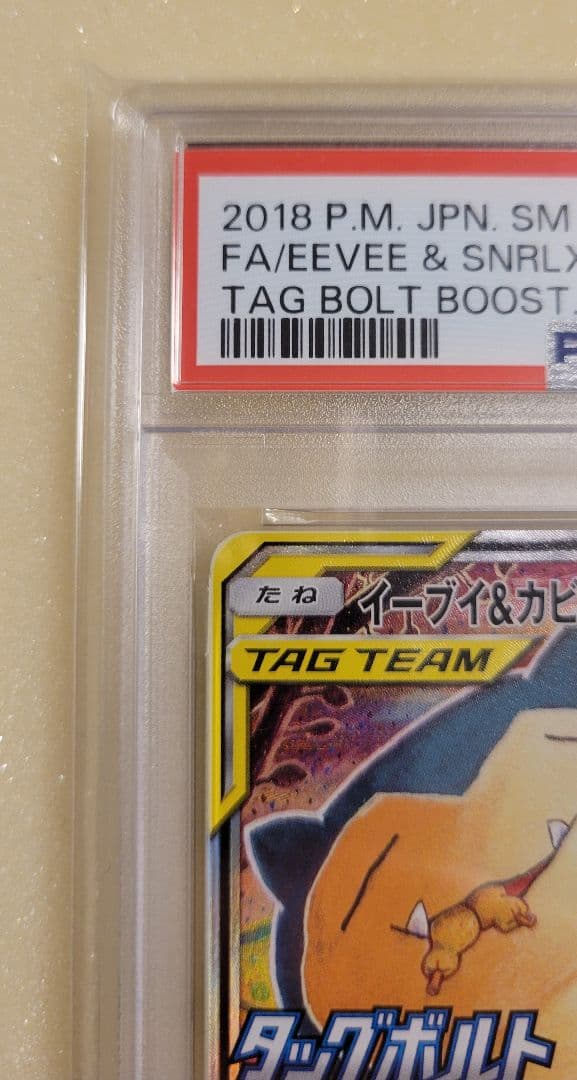 2018 P.M. JPN. SM
FA/EEVEE & SNRLX
TAG BOLT BOOST
たね
イーブイ&カビ
TAG TEAM
タッグボルト